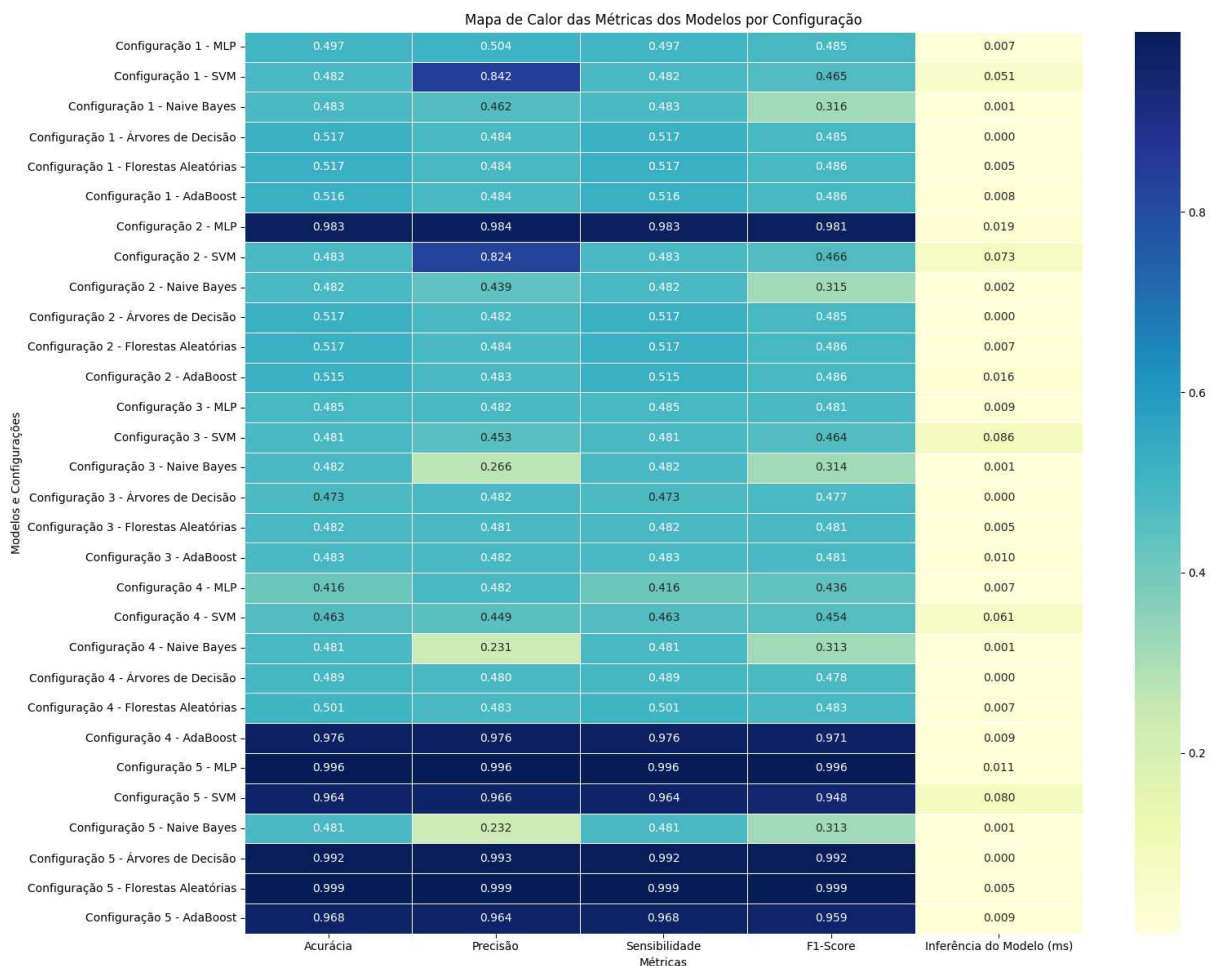 Mapa de Calor das Métricas dos Modelos por Configuração
Configuração 1 - MLP 0.497 0.504 0.497 0.485 0.007
Configuração 1 - SVM 0.482 0.842 0.482 0.465 0.051
Configuração 1 - Naive Bayes 0.483 0.462 0.483 0.316 0.001
Configuração 1 - Árvores de Decisão 0.517 0.484 0.517 0.485 0.000
Configuração 1 - Florestas Aleatórias 0.517 0.484 0.517 0.486 0.005
Configuração 1 - AdaBoost 0.516 0.484 0.516 0.486 0.008
Configuração 2 - MLP 0.983 0.984 0.983 0.981 0.019
Configuração 2 - SVM 0.483 0.824 0.483 0.466 0.073
Configuração 2 - Naive Bayes 0.482 0.439 0.482 0.315 0.002
Configuração 2 - Árvores de Decisão 0.517 0.482 0.517 0.485 0.000
Configuração 2 - Florestas Aleatórias 0.517 0.484 0.517 0.486 0.007
Configuração 2 - AdaBoost 0.515 0.483 0.515 0.486 0.016
Configuração 3 - MLP 0.485 0.482 0.485 0.481 0.009
Configuração 3 - SVM 0.481 0.453 0.481 0.464 0.086
Configuração 3 - Naive Bayes 0.482 0.266 0.482 0.314 0.001
Configuração 3 - Árvores de Decisão 0.473 0.482 0.473 0.477 0.000
Configuração 3 - Florestas Aleatórias 0.482 0.481 0.482 0.481 0.005
Configuração 3 - AdaBoost 0.483 0.482 0.483 0.481 0.010
Configuração 4 - MLP 0.416 0.482 0.416 0.436 0.007
Configuração 4 - SVM 0.463 0.449 0.463 0.454 0.061
Configuração 4 - Naive Bayes 0.481 0.231 0.481 0.313 0.001
Configuração 4 - Árvores de Decisão 0.489 0.480 0.489 0.478 0.000
Configuração 4 - Florestas Aleatórias 0.501 0.483 0.501 0.483 0.007
Configuração 4 - AdaBoost 0.976 0.976 0.976 0.971 0.009
Configuração 5 - MLP 0.996 0.996 0.996 0.996 0.011
Configuração 5 - SVM 0.964 0.966 0.964 0.948 0.080
Configuração 5 - Naive Bayes 0.481 0.232 0.481 0.313 0.001
Configuração 5 - Árvores de Decisão 0.992 0.993 0.992 0.992 0.000
Configuração 5 - Florestas Aleatórias 0.999 0.999 0.999 0.999 0.005
Configuração 5 - AdaBoost 0.968 0.964 0.968 0.959 0.009
Acurácia Precisão Sensibilidade F1-Score Inferência do Modelo (ms)
Métricas
Modelos e Configurações
0.8
0.6
0.4
0.2